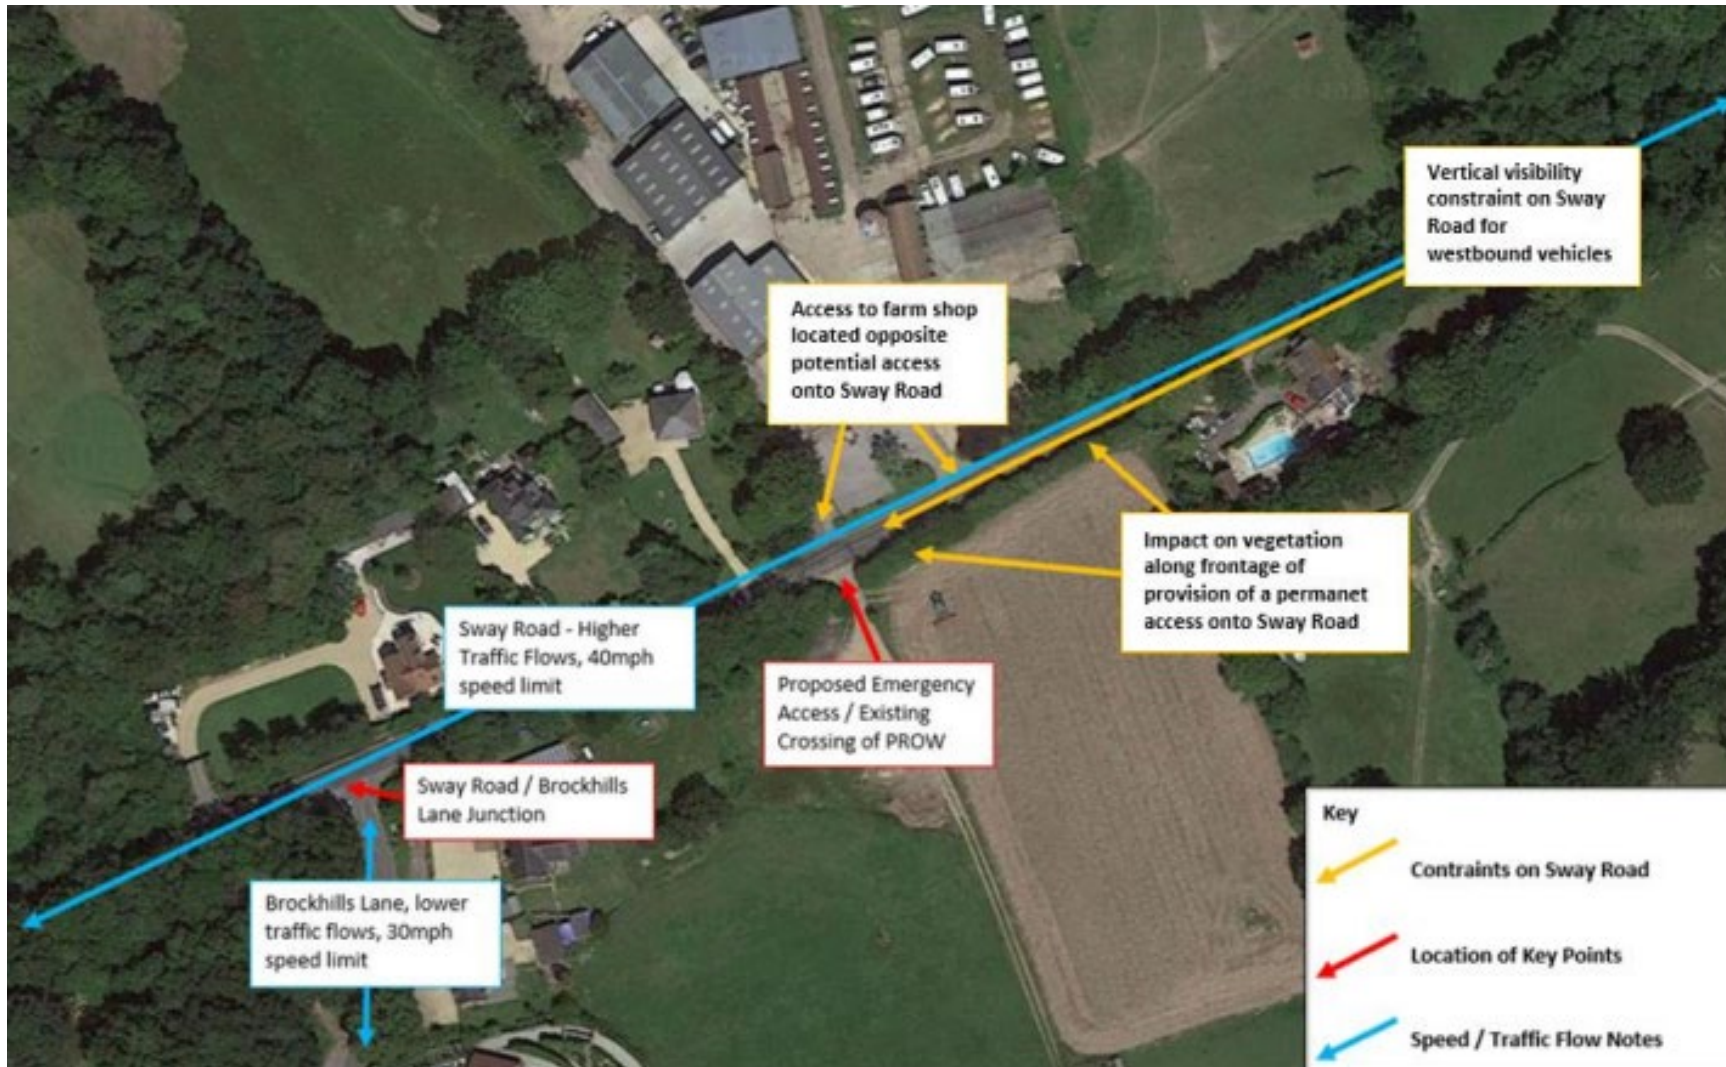 Vertical visibility
constraint on Sway
Road for
westbound vehicles
Access to farm shop
located opposite
potential access
onto Sway Road
Impact on vegetation
along frontage of
provision of a permanet
access onto Sway Road
Sway Road - Higher
Traffic Flows, 40mph
speed limit
Proposed Emergency
Access / Existing
Crossing of PROW
Sway Road / Brockhills
Lane Junction
Brockhills Lane, lower
traffic flows, 30mph
speed limit
Key
Contraints on Sway Road
Location of Key Points
Speed / Traffic Flow Notes